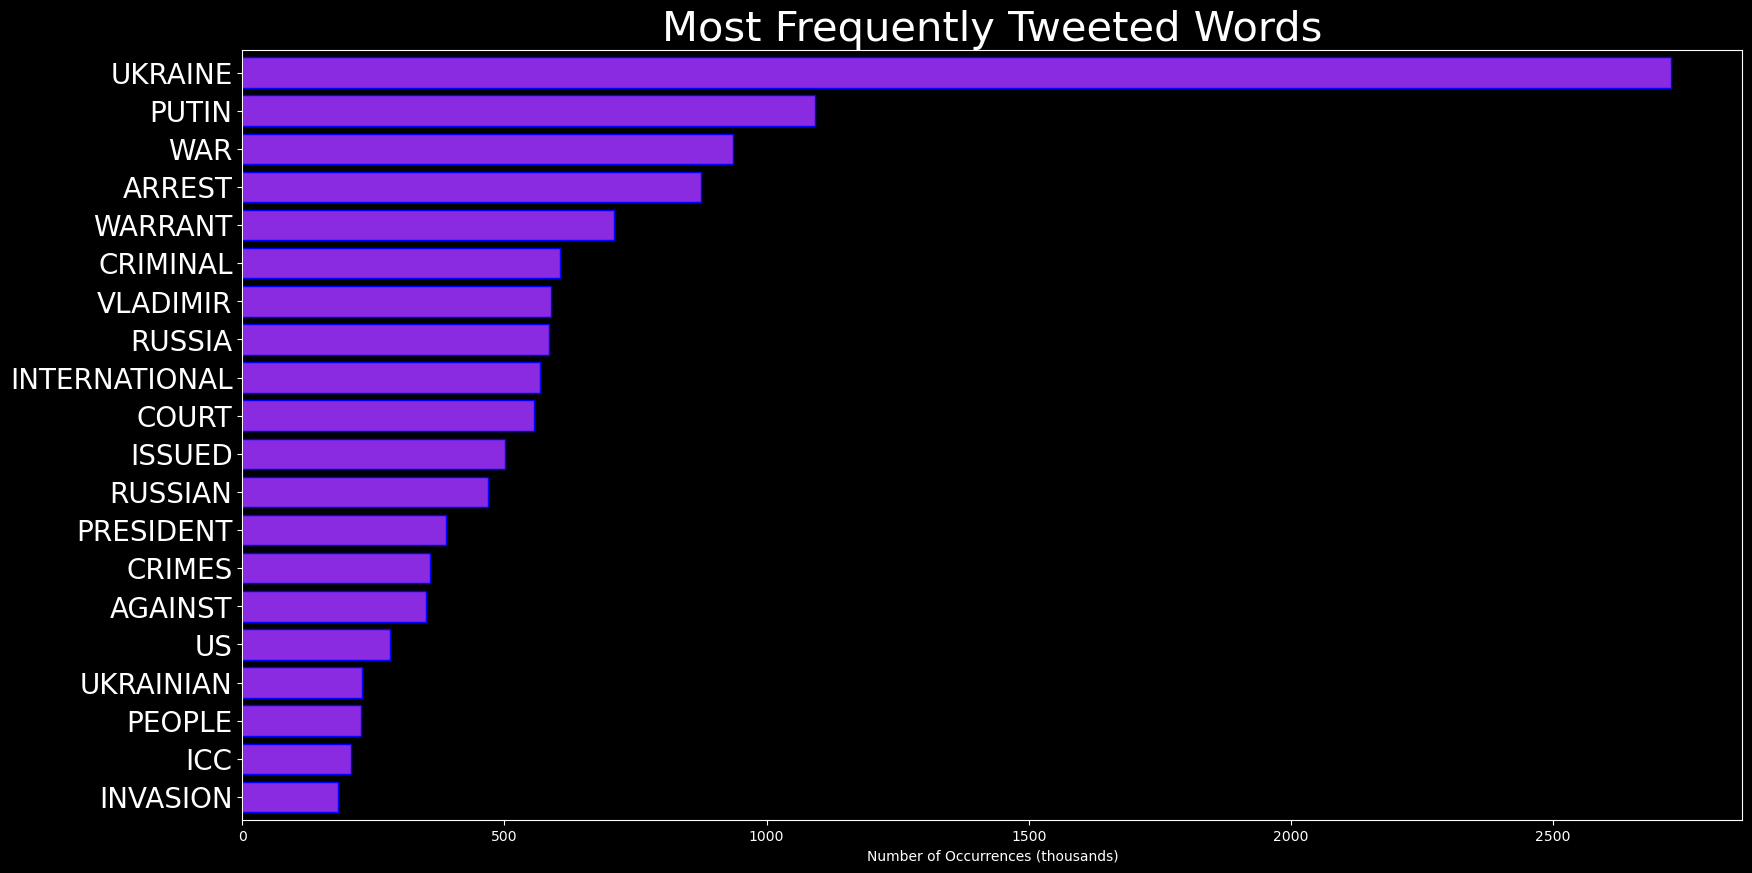 Most Frequently Tweeted Words
UKRAINE
PUTIN
WAR
ARREST
WARRANT
CRIMINAL
VLADIMIR
RUSSIA
INTERNATIONAL
COURT
ISSUED
RUSSIAN
PRESIDENT
CRIMES
AGAINST
US
UKRAINIAN
PEOPLE
ICC
INVASION
0 500 1000 1500 2000 2500
Number of Occurrences (thousands)